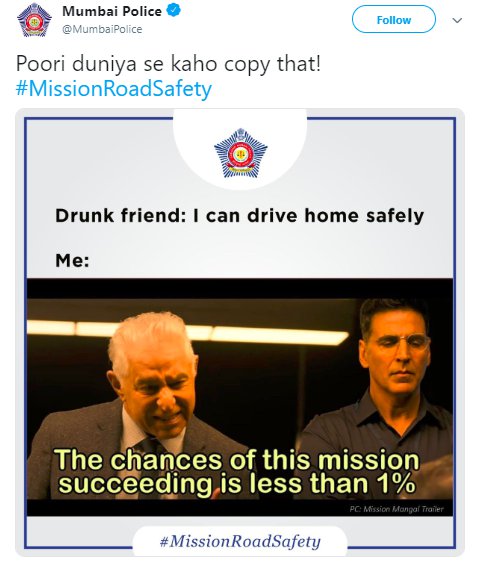 Mumbai Police
@MumbaiPolice
Follow
Poori duniya se kaho copy that!
#MissionRoadSafety
Drunk friend: I can drive home safely
Me:
The chances of this mission
succeeding is less than 1%
PC: Mission Mangal Trailer
#MissionRoadSafety